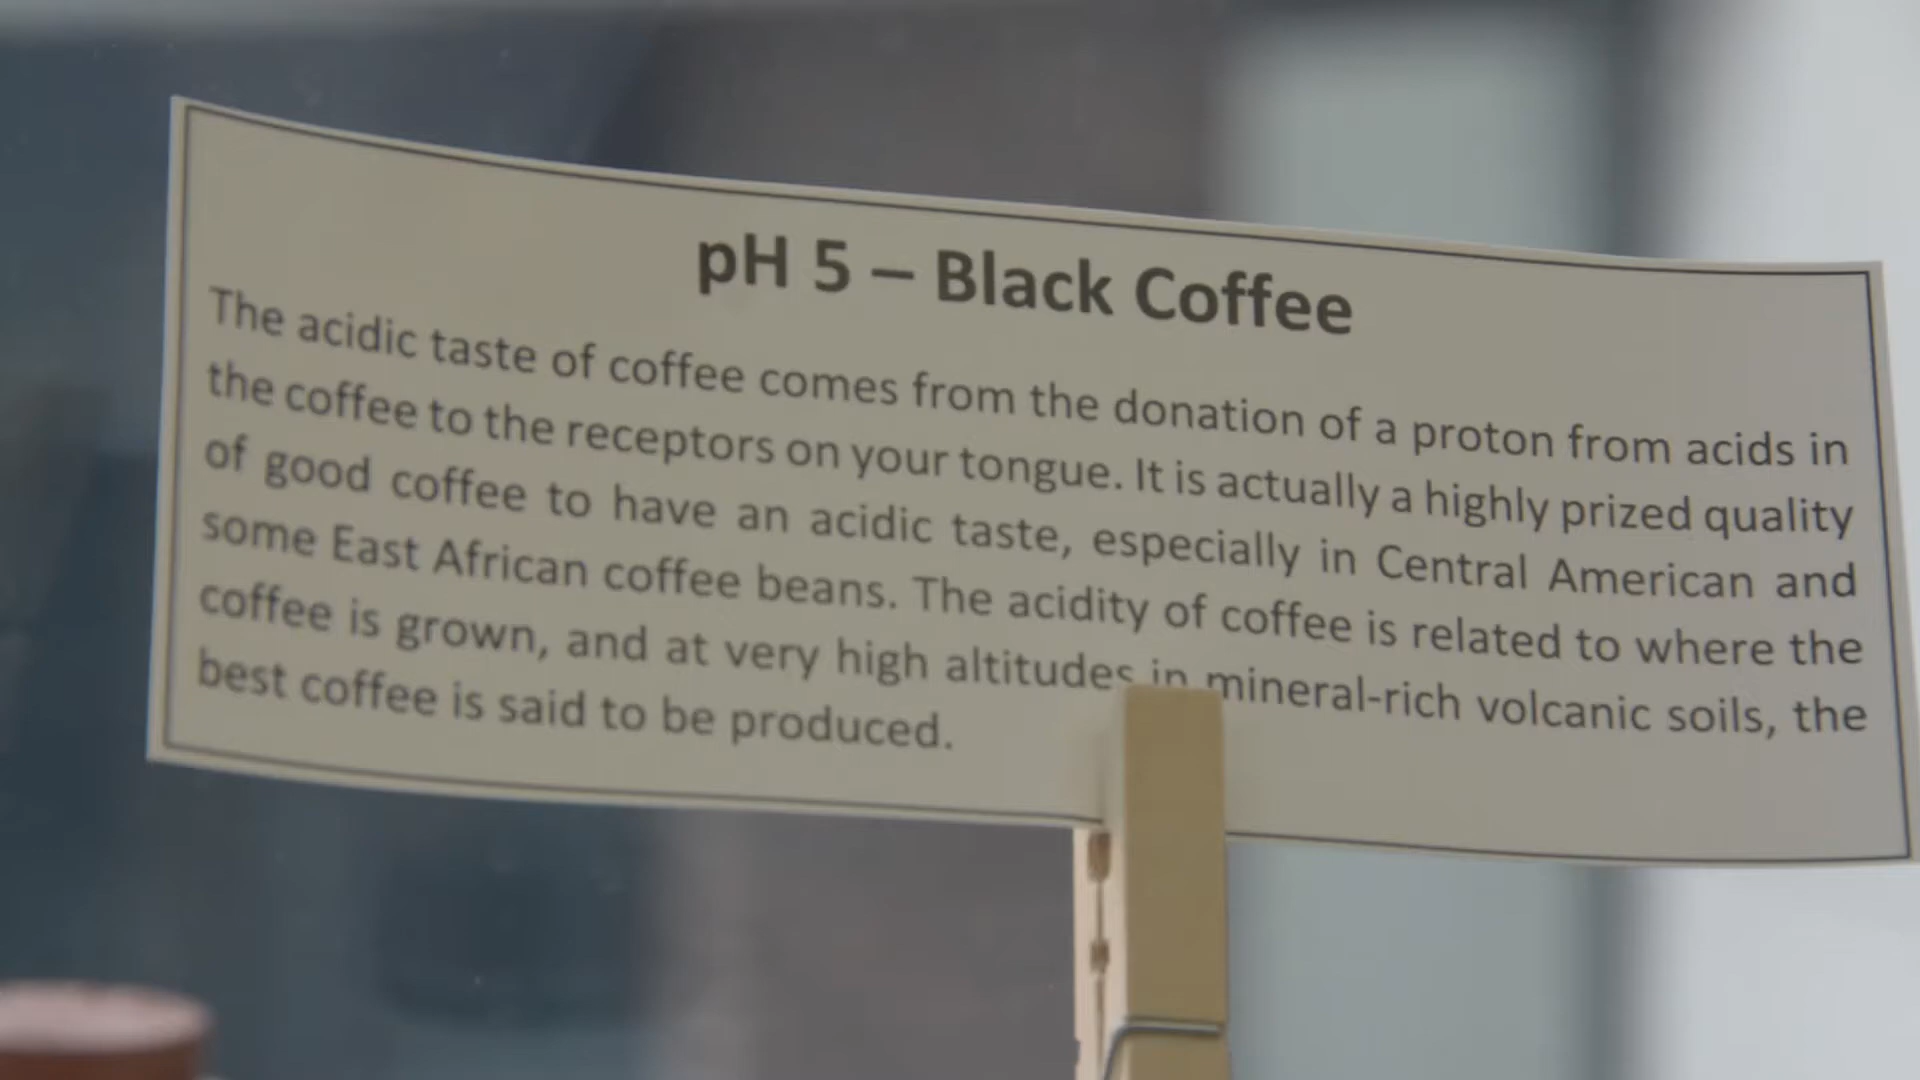 pH 5 – Black Coffee
The acidic taste of coffee comes from the donation of a proton from acids in
the coffee to the receptors on your tongue. It is actually a highly prized quality
of good coffee to have an acidic taste, especially in Central American and
some East African coffee beans. The acidity of coffee is related to where the
coffee is grown, and at very high altitudes in mineral-rich volcanic soils, the
best coffee is said to be produced.